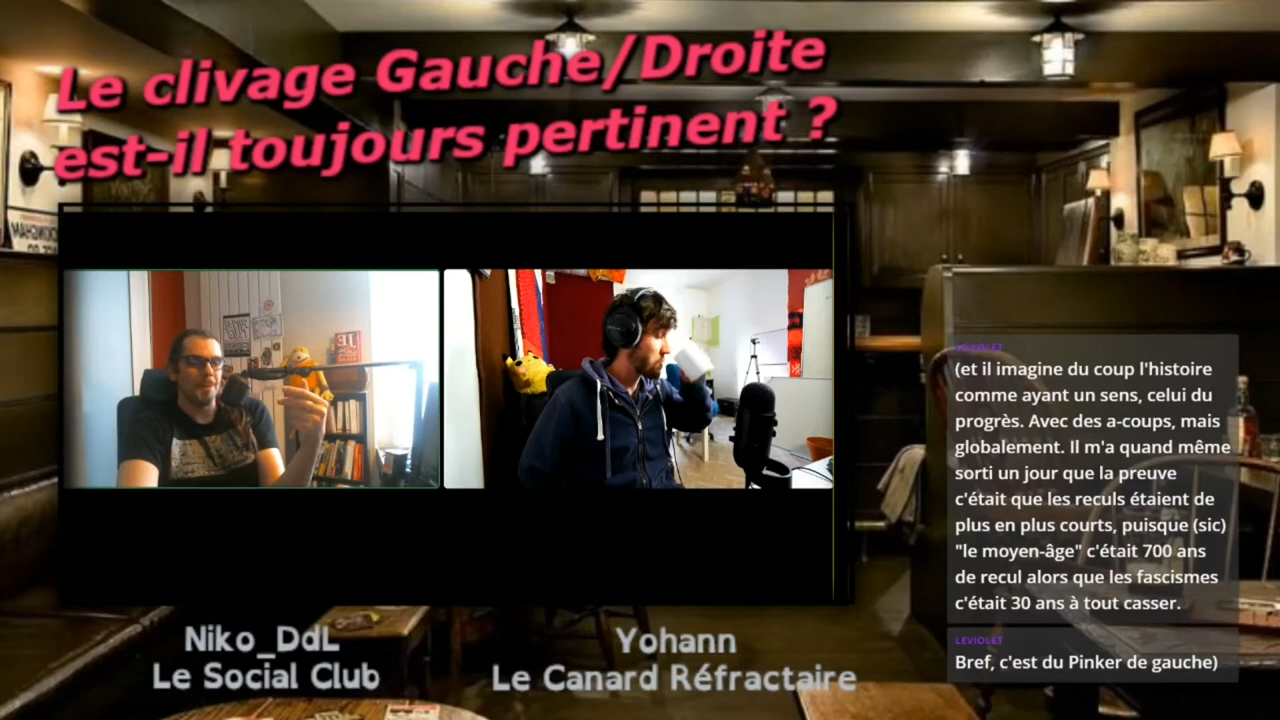 Le clivage Gauche/Droite
est-il toujours pertinent ?
LEVIOLET
(et il imagine du coup l'histoire
comme ayant un sens, celui du
progrès. Avec des a-coups, mais
globalement. Il m'a quand même
sorti un jour que la preuve
c'était que les reculs étaient de
plus en plus courts, puisque (sic)
"le moyen-âge" c'était 700 ans
de recul alors que les fascismes
c'était 30 ans à tout casser.
LEVIOLET
Bref, c'est du Pinker de gauche)
Niko_DdL
Le Social Club
Yohann
Le Canard Réfractaire